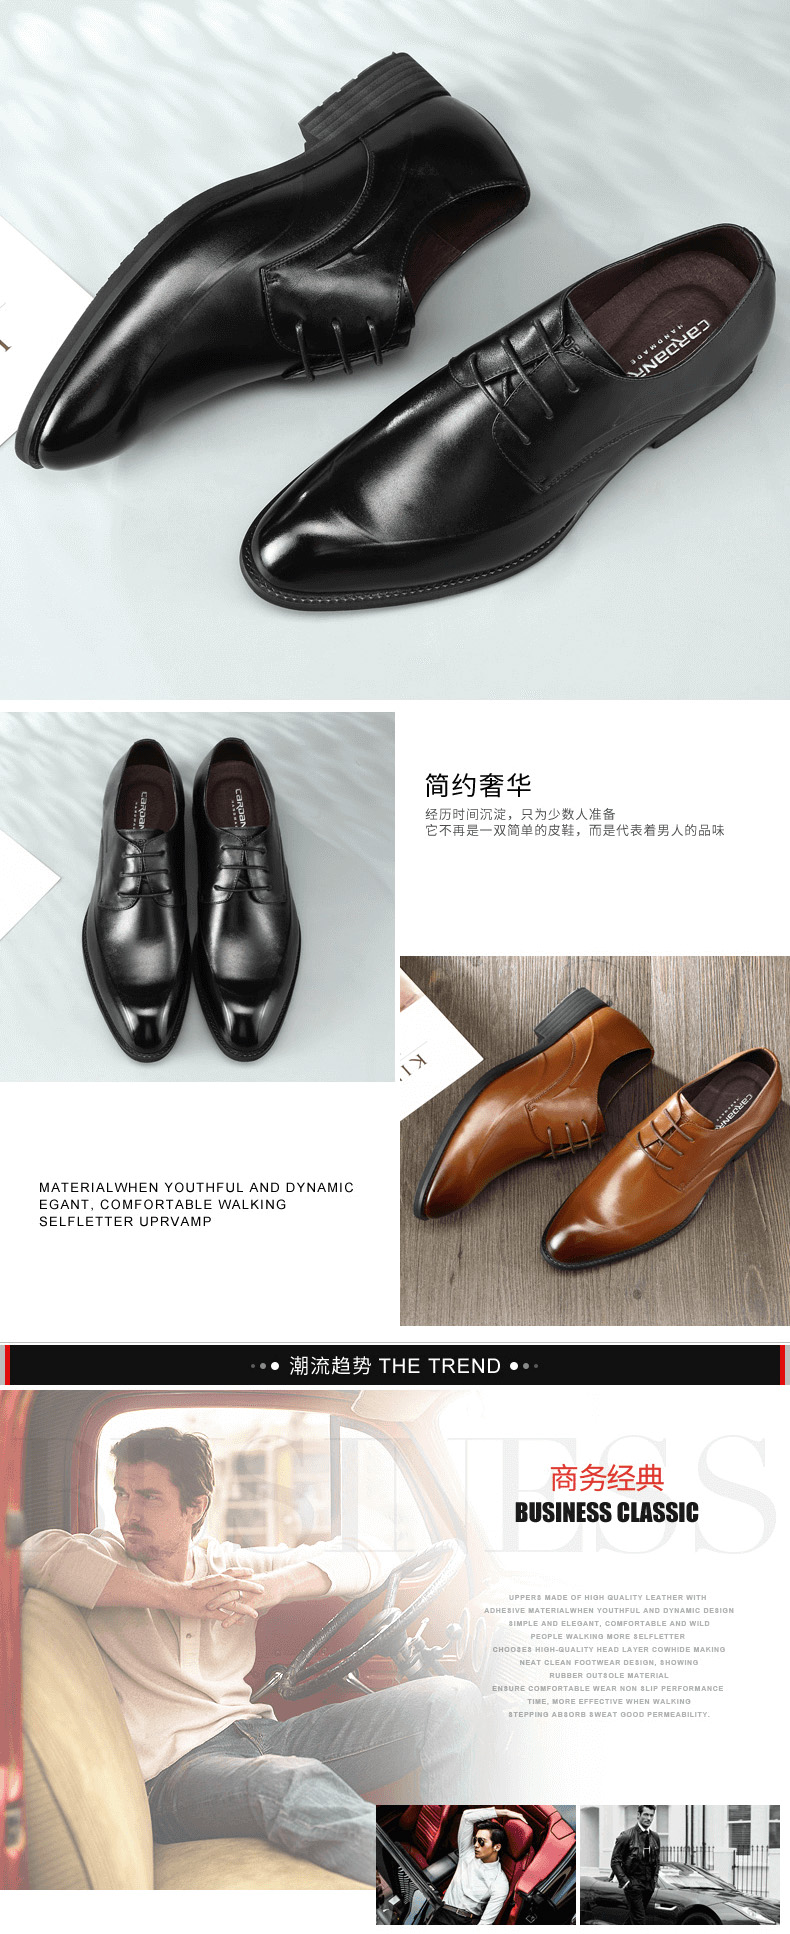 CARDANR
HANDMADE
简约奢华
经历时间沉淀，只为少数人准备
它不再是一双简单的皮鞋，而是代表着男人的品味
KI
MATERIALWHEN YOUTHFUL AND DYNAMIC
EGANT, COMFORTABLE WALKING
SELFLETTER UPRVAMP
潮流趋势 THE TREND
BUSINESS
商务经典
BUSINESS CLASSIC
UPPERS MADE OF HIGH QUALITY LEATHER WITH
ADHESIVE MATERIALWHEN YOUTHFUL AND DYNAMIC DESIGN
SIMPLE AND ELEGANT, COMFORTABLE AND WILD
PEOPLE WALKING MORE SELFLETTER
CHOOSES HIGH-QUALITY HEAD LAYER COWHIDE MAKING
NEAT CLEAN FOOTWEAR DESIGN, SHOWING
RUBBER OUTSOLE MATERIAL
ENSURE COMFORTABLE WEAR NON SLIP PERFORMANCE
TIME, MORE EFFECTIVE WHEN WALKING
STEPPING ABSORB SWEAT GOOD PERMEABILITY.